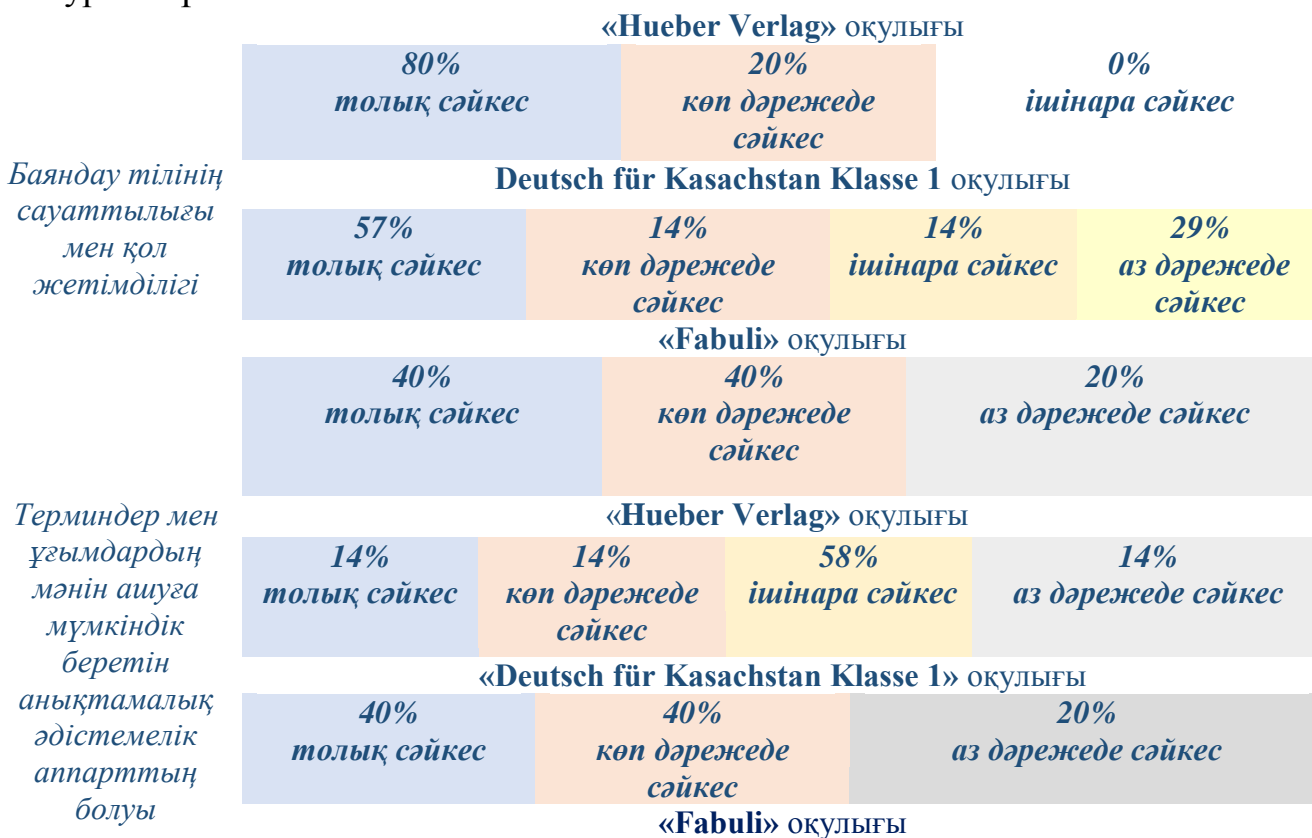 «Hueber Verlag» оқулығы
80% 20% 0%
толық сәйкес көп дәрежеде ішінара сәйкес
сәйкес
Баяндау тілінің
сауаттылығы
мен қол
жетімділігі
Deutsch für Kasachstan Klasse 1 оқулығы
57% 14% 14% 29%
толық сәйкес көп дәрежеде ішінара сәйкес аз дәрежеде
сәйкес сәйкес
«Fabuli» оқулығы
40% 40% 20%
толық сәйкес көп дәрежеде аз дәрежеде сәйкес
сәйкес
Терминдер мен
ұғымдардың
мәнін ашуға
мүмкіндік
беретін
анықтамалық
әдістемелік
аппарттың
болуы
«Hueber Verlag» оқулығы
14% 14% 58% 14%
толық сәйкес көп дәрежеде ішінара сәйкес аз дәрежеде сәйкес
сәйкес
«Deutsch für Kasachstan Klasse 1» оқулығы
40% 40% 20%
толық сәйкес көп дәрежеде аз дәрежеде сәйкес
сәйкес
«Fabuli» оқулығы